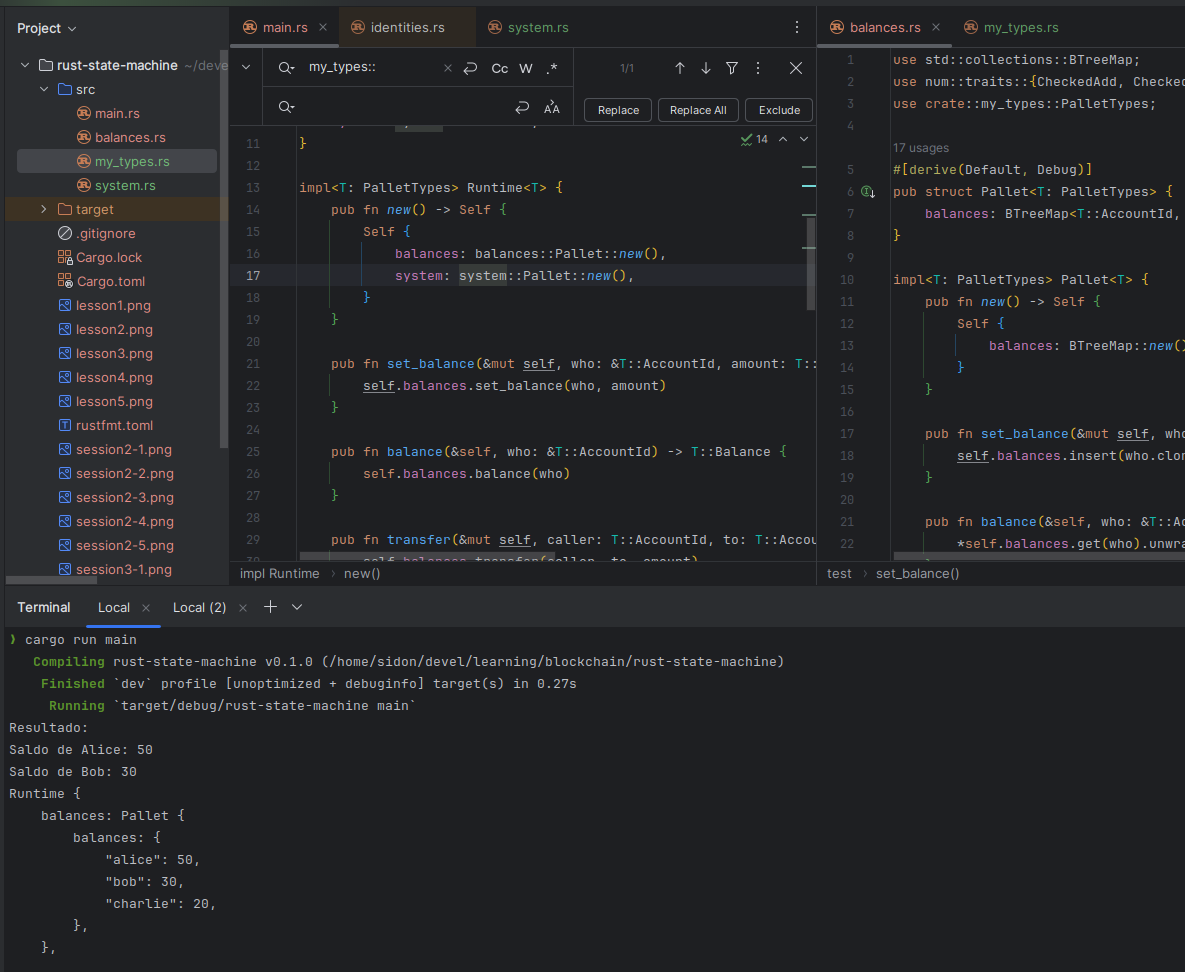 Project
rust-state-machine ~/deve
src
main.rs
balances.rs
my_types.rs
system.rs
target
.gitignore
Cargo.lock
Cargo.toml
lesson1.png
lesson2.png
lesson3.png
lesson4.png
lesson5.png
rustfmt.toml
session2-1.png
session2-2.png
session2-3.png
session2-4.png
session2-5.png
session3-1.png
main.rs
identities.rs
system.rs
my_types::
Cc W .*
1/1
Replace Replace All Exclude
14
11 }
12
13 impl<T: PalletTypes> Runtime<T> {
14 pub fn new() -> Self {
15 Self {
16 balances: balances::Pallet::new(),
17 system: system::Pallet::new(),
18 }
19 }
20
21 pub fn set_balance(&mut self, who: &T::AccountId, amount: T::
22 self.balances.set_balance(who, amount)
23 }
24
25 pub fn balance(&self, who: &T::AccountId) -> T::Balance {
26 self.balances.balance(who)
27 }
28
29 pub fn transfer(&mut self, caller: T::AccountId, to: T::Accou
30 self.balances.transfer(caller, to, amount)
impl Runtime › new()
balances.rs
my_types.rs
1 use std::collections::BTreeMap;
2 use num::traits::{CheckedAdd, Checked
3 use crate::my_types::PalletTypes;
4
17 usages
5 #[derive(Default, Debug)]
6 pub struct Pallet<T: PalletTypes> {
7 balances: BTreeMap<T::AccountId,
8 }
9
10 impl<T: PalletTypes> Pallet<T> {
11 pub fn new() -> Self {
12 Self {
13 balances: BTreeMap::new()
14 }
15 }
16
17 pub fn set_balance(&mut self, who
18 self.balances.insert(who.clon
19 }
20
21 pub fn balance(&self, who: &T::Ac
22 *self.balances.get(who).unwra
test › set_balance()
Terminal Local Local (2)
❯ cargo run main
Compiling rust-state-machine v0.1.0 (/home/sidon/devel/learning/blockchain/rust-state-machine)
Finished `dev` profile [unoptimized + debuginfo] target(s) in 0.27s
Running `target/debug/rust-state-machine main`
Resultado:
Saldo de Alice: 50
Saldo de Bob: 30
Runtime {
balances: Pallet {
balances: {
"alice": 50,
"bob": 30,
"charlie": 20,
},
},